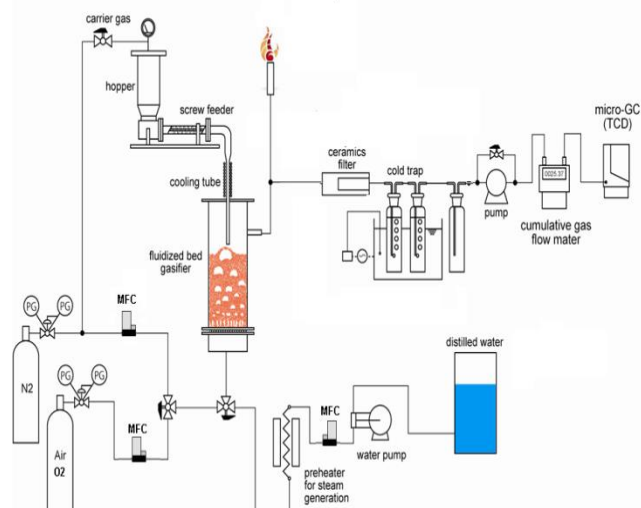 carrier gas
hopper
screw feeder
cooling tube
fluidized bed
gasifier
ceramics
filter
cold trap
pump
0025.37
cumulative gas
flow mater
micro-GC
(TCD)
PG
PG
MFC
N2
PG
PG
MFC
Air
O2
distilled water
MFC
water pump
preheater
for steam
generation